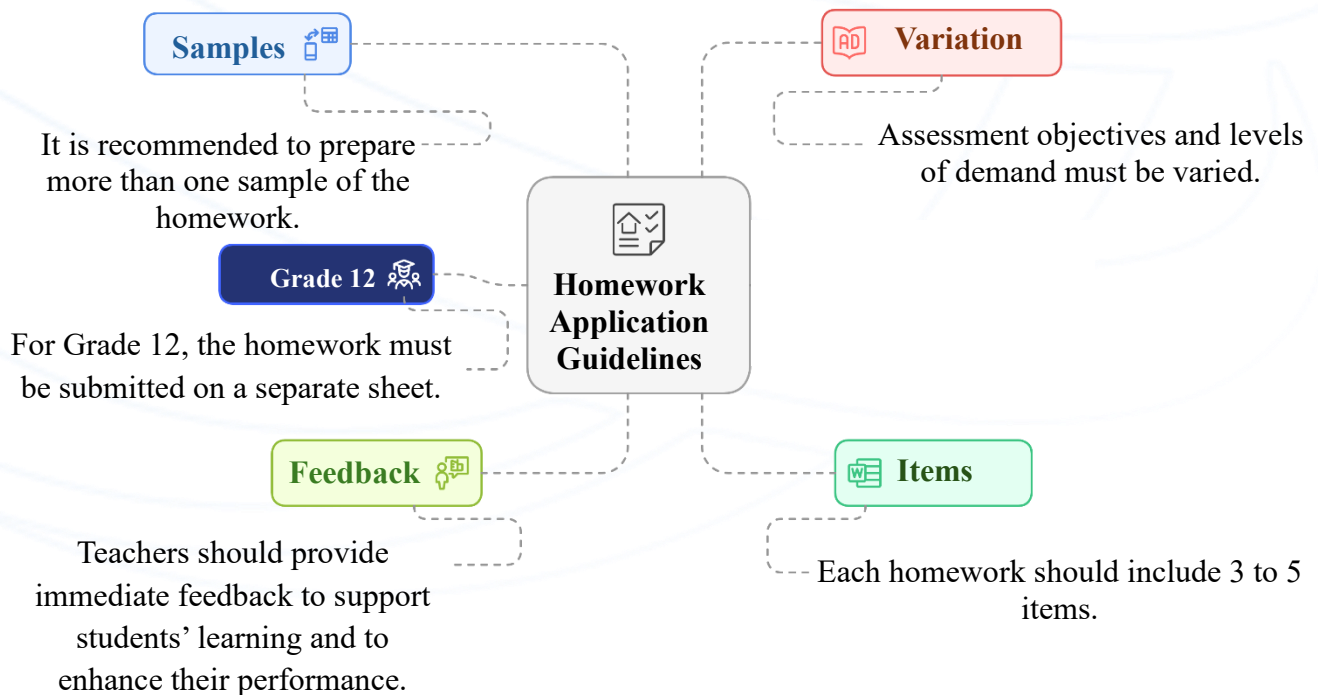 Samples
It is recommended to prepare
more than one sample of the
homework.
Grade 12
For Grade 12, the homework must
be submitted on a separate sheet.
Feedback
Teachers should provide
immediate feedback to support
students’ learning and to
enhance their performance.
Homework
Application
Guidelines
AD
Variation
Assessment objectives and levels
of demand must be varied.
W
Items
Each homework should include 3 to 5
items.